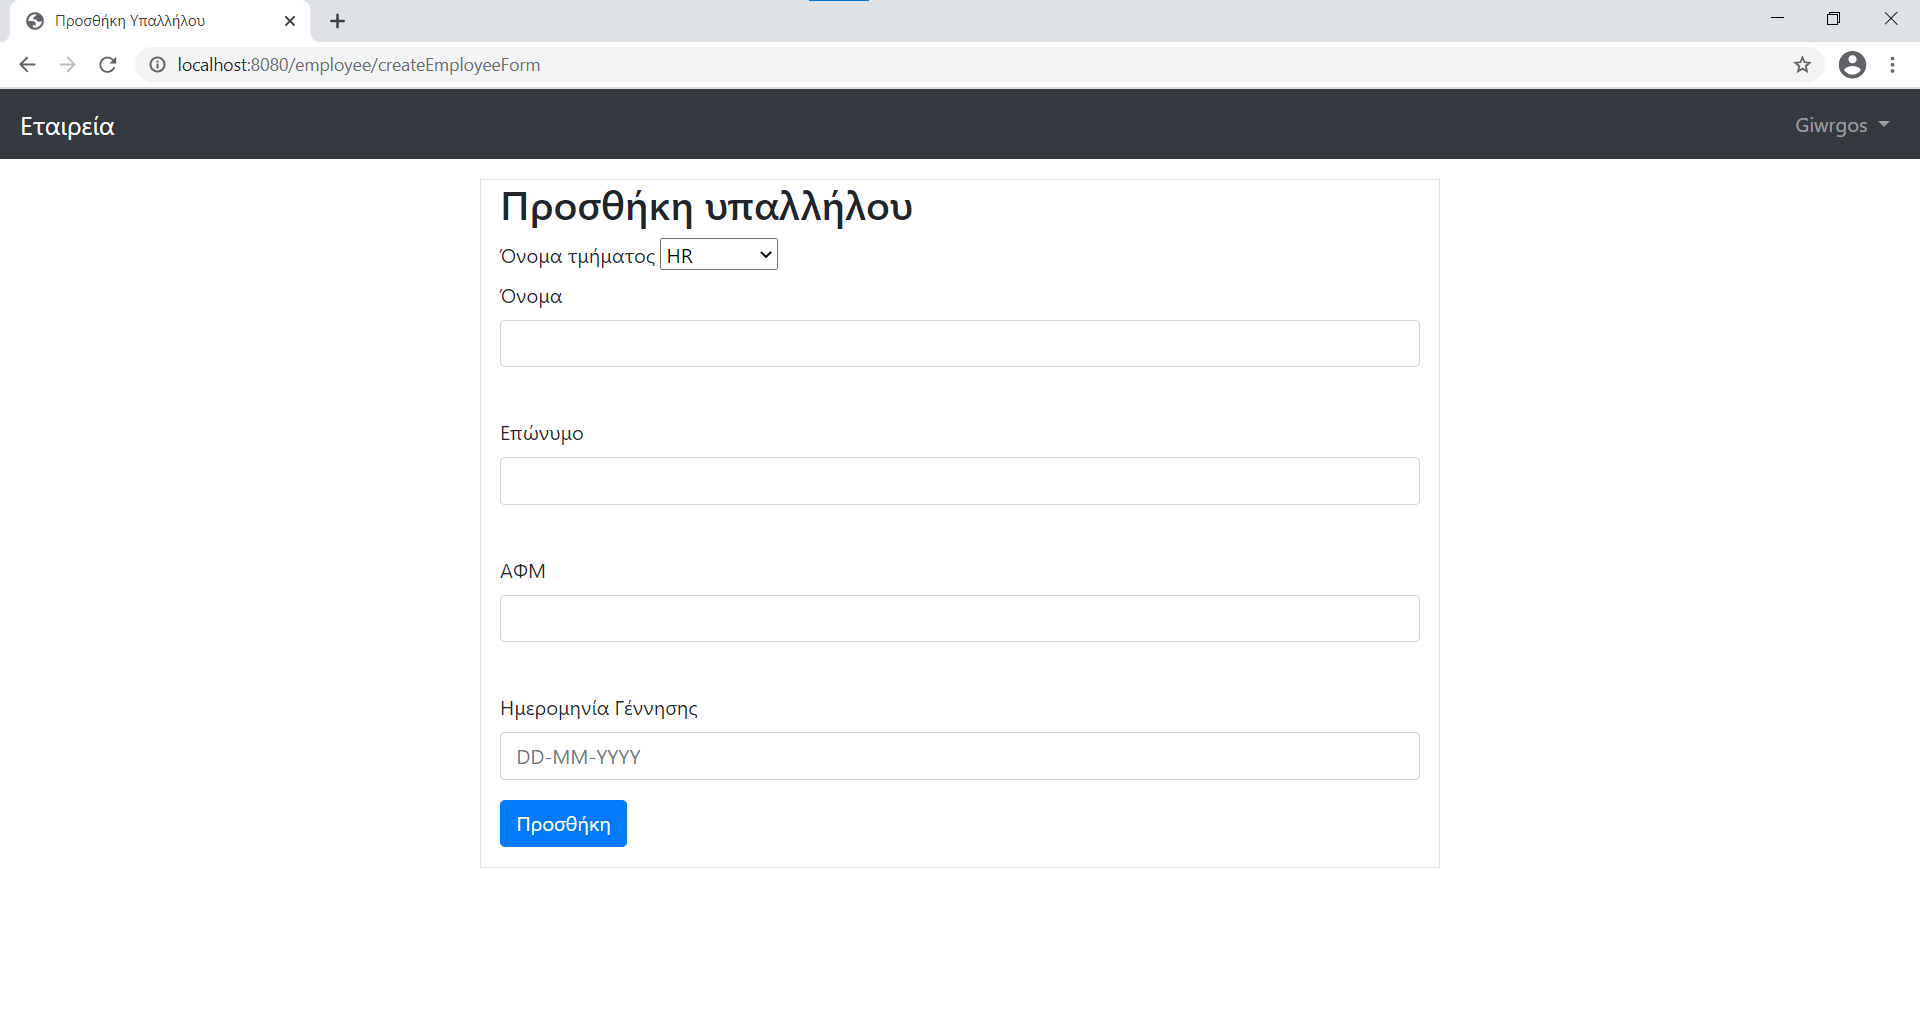 Προσθήκη Υπαλλήλου
localhost:8080/employee/createEmployeeForm
Εταιρεία
Giwrgos
Προσθήκη υπαλλήλου
Όνομα τμήματος HR
Όνομα
Επώνυμο
ΑΦΜ
Ημερομηνία Γέννησης
DD-MM-YYYY
Προσθήκη